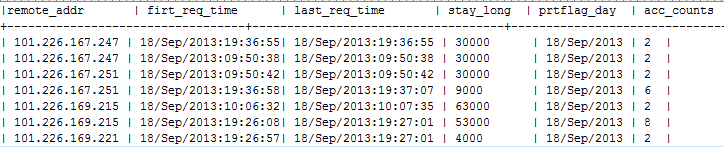 |remote_addr | firt_req_time | last_req_time | stay_long | prtflag_day | acc_counts
+--------------------------------+----------------------------------+----------------------------
| 101.226.167.247 | 18/Sep/2013:19:36:55| 18/Sep/2013:19:36:55 | 30000 | 18/Sep/2013 | 2 |
| 101.226.167.247 | 18/Sep/2013:09:50:38| 18/Sep/2013:09:50:38 | 30000 | 18/Sep/2013 | 2 |
| 101.226.167.251 | 18/Sep/2013:09:50:42| 18/Sep/2013:09:50:42 | 30000 | 18/Sep/2013 | 2 |
| 101.226.167.251 | 18/Sep/2013:19:36:58| 18/Sep/2013:19:37:07 | 9000 | 18/Sep/2013 | 6 |
| 101.226.169.215 | 18/Sep/2013:10:06:32| 18/Sep/2013:10:07:35 | 63000 | 18/Sep/2013 | 2 |
| 101.226.169.215 | 18/Sep/2013:19:26:08| 18/Sep/2013:19:27:01 | 53000 | 18/Sep/2013 | 8 |
| 101.226.169.221 | 18/Sep/2013:19:26:57| 18/Sep/2013:19:27:01 | 4000 | 18/Sep/2013 | 2 |